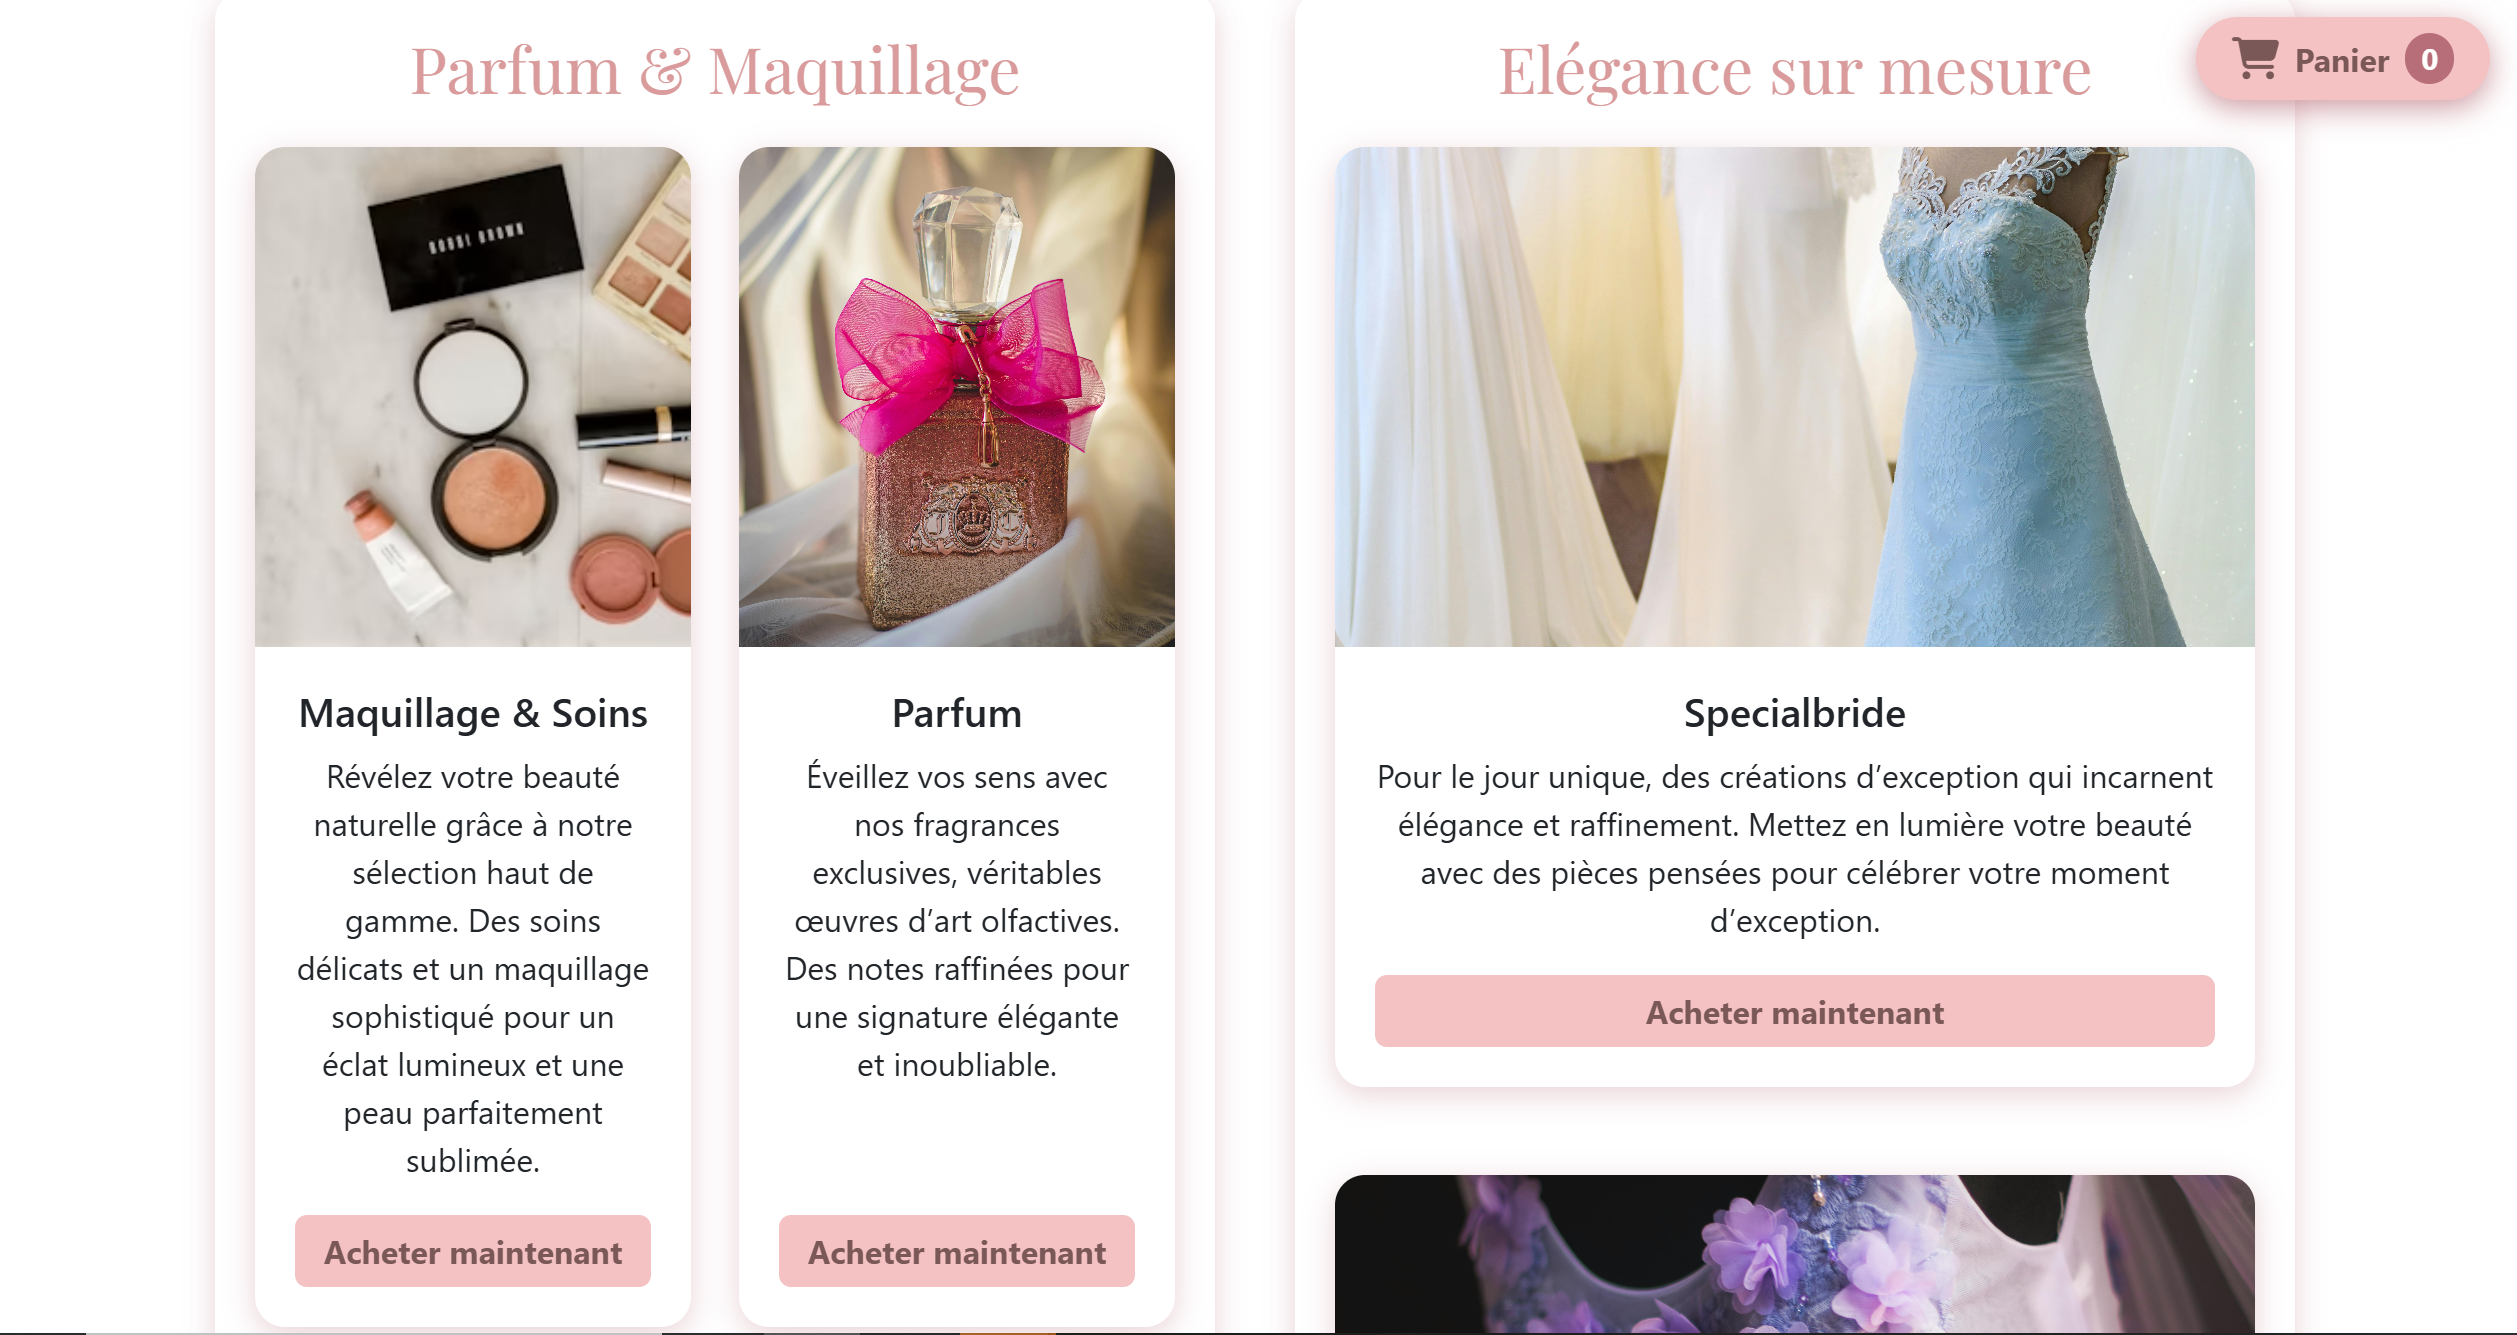 Parfum & Maquillage
BOBBI BROWN
Maquillage & Soins
Révélez votre beauté
naturelle grâce à notre
sélection haut de
gamme. Des soins
délicats et un maquillage
sophistiqué pour un
éclat lumineux et une
peau parfaitement
sublimée.
Acheter maintenant
Parfum
Éveillez vos sens avec
nos fragrances
exclusives, véritables
œuvres d’art olfactives.
Des notes raffinées pour
une signature élégante
et inoubliable.
Acheter maintenant
Elégance sur mesure
Panier 0
Specialbride
Pour le jour unique, des créations d’exception qui incarnent
élégance et raffinement. Mettez en lumière votre beauté
avec des pièces pensées pour célébrer votre moment
d’exception.
Acheter maintenant